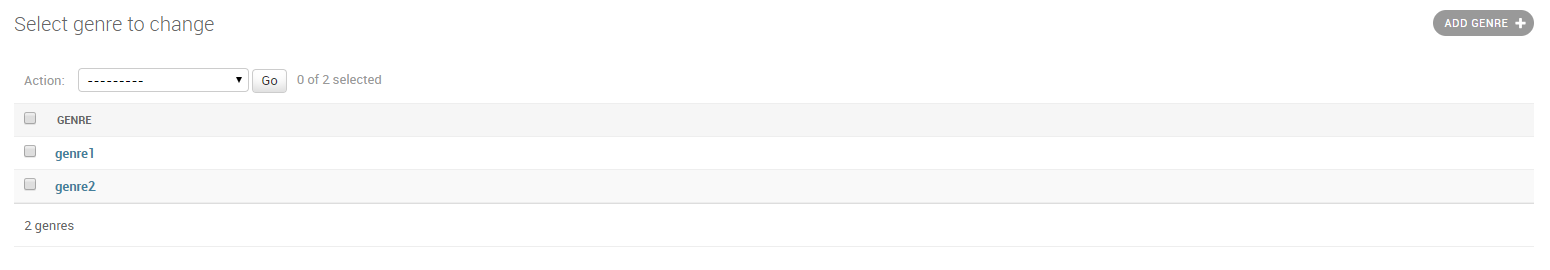 Select genre to change
ADD GENRE +
Action: --------- Go 0 of 2 selected
GENRE
genre1
genre2
2 genres